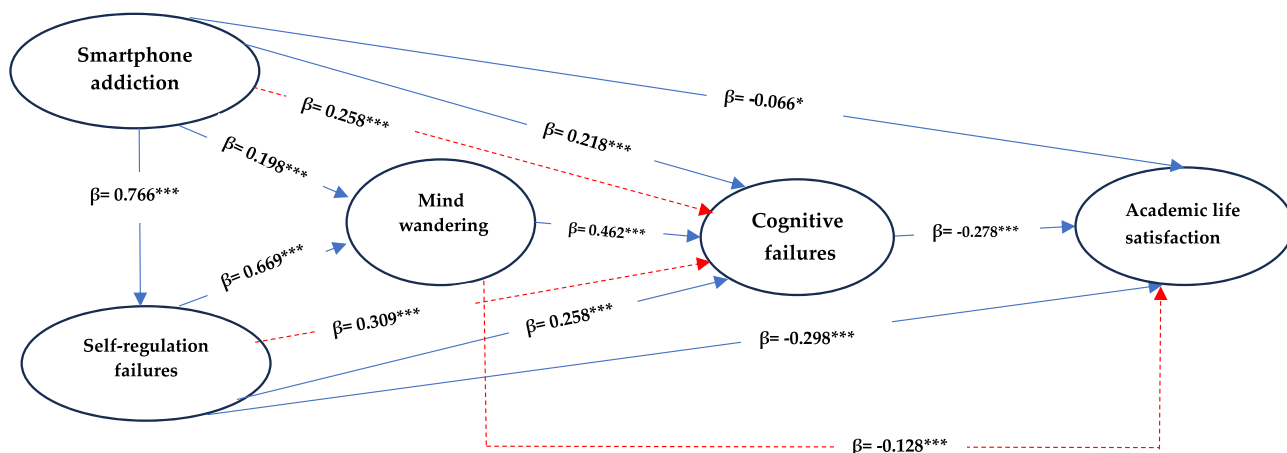 Smartphone
addiction
β= -0.066*
β= 0.258***
β= 0.218***
β= 0.198***
β= 0.766***
Mind
wandering
β= 0.462***
Cognitive
failures
β= -0.278***
Academic life
satisfaction
β= 0.669***
β= 0.309***
β= 0.258***
β= -0.298***
Self-regulation
failures
β= -0.128***